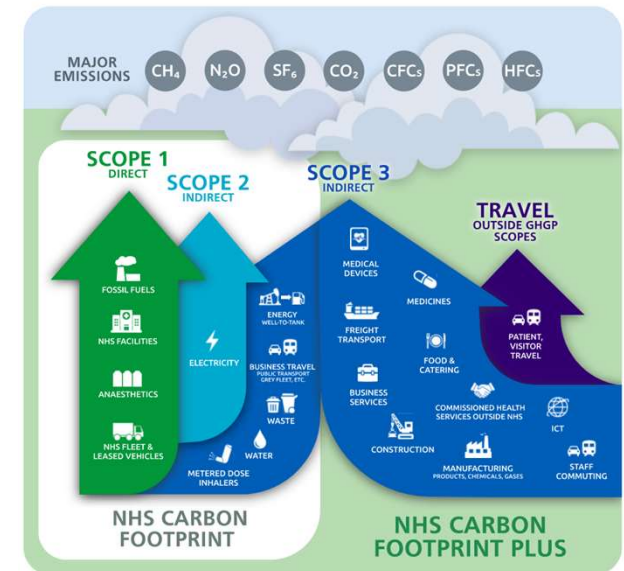 MAJOR
EMISSIONS
CH₄
N₂O
SF₆
CO₂
CFCs
PFCs
HFCs
SCOPE 1
DIRECT
SCOPE 2
INDIRECT
SCOPE 3
INDIRECT
TRAVEL
OUTSIDE GHGP
SCOPES
FOSSIL FUELS
NHS FACILITIES
ANAESTHETICS
NHS FLEET &
LEASED VEHICLES
ELECTRICITY
ENERGY
WELL-TO-TANK
BUSINESS TRAVEL
PUBLIC TRANSPORT
GREY FLEET, ETC.
WASTE
WATER
METERED DOSE
INHALERS
MEDICAL
DEVICES
MEDICINES
FREIGHT
TRANSPORT
FOOD &
CATERING
BUSINESS
SERVICES
COMMISSIONED HEALTH
SERVICES OUTSIDE NHS
CONSTRUCTION
MANUFACTURING
PRODUCTS, CHEMICALS, GASES
ICT
STAFF
COMMUTING
PATIENT,
VISITOR
TRAVEL
NHS CARBON
FOOTPRINT
NHS CARBON
FOOTPRINT PLUS